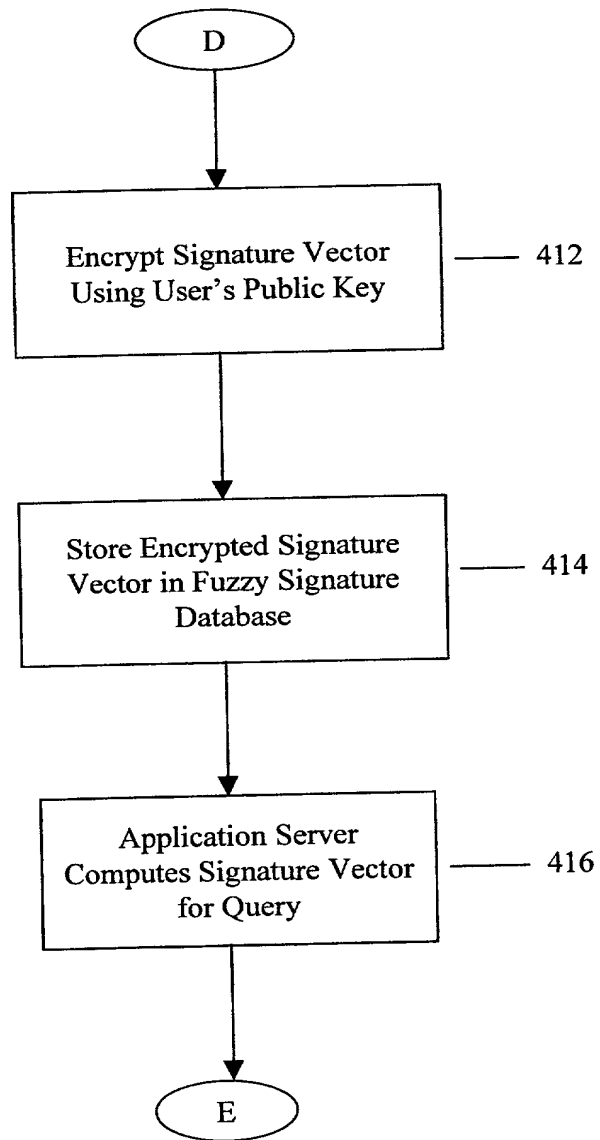 D
Encrypt Signature Vector
Using User’s Public Key
412
Store Encrypted Signature
Vector in Fuzzy Signature
Database
414
Application Server
Computes Signature Vector
for Query
416
E